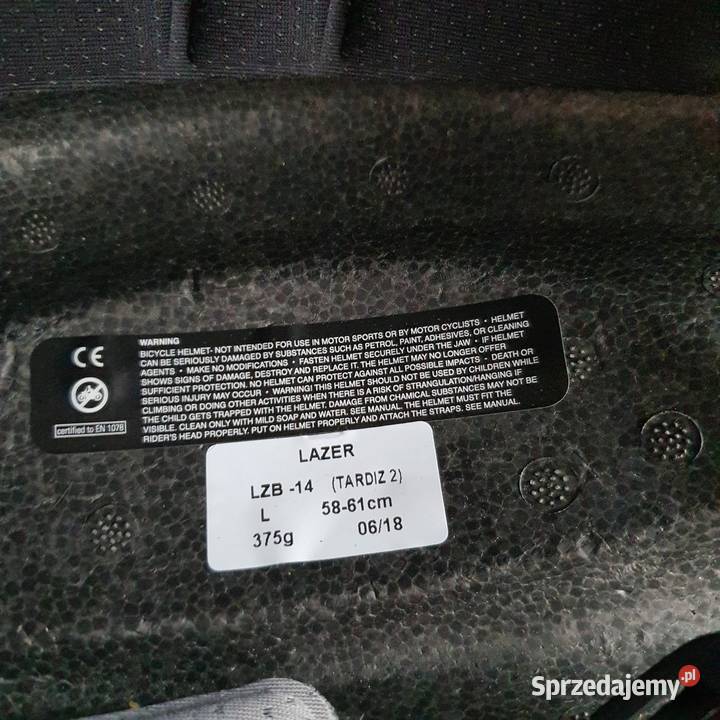 WARNING
BICYCLE HELMET- NOT INTENDED FOR USE IN MOTOR SPORTS OR BY MOTOR CYCLISTS • HELMET
CAN BE SERIOUSLY DAMAGED BY SUBSTANCES SUCH AS PETROL, PAINT, ADHESIVES, OR CLEANING
AGENTS • MAKE NO MODIFICATIONS • FASTEN HELMET SECURELY UNDER THE JAW • IF HELMET
SHOWS SIGNS OF DAMAGE, DESTROY AND REPLACE IT. THE HELMET MAY NO LONGER OFFER
SUFFICIENT PROTECTION. NO HELMET CAN PROTECT AGAINST ALL POSSIBLE IMPACTS • DEATH OR
SERIOUS INJURY MAY OCCUR • WARNING! THIS HELMET SHOULD NOT BE USED BY CHILDREN WHILE
CLIMBING OR DOING OTHER ACTIVITIES WHEN THERE IS A RISK OF STRANGULATION/HANGING IF
THE CHILD GETS TRAPPED WITH THE HELMET. DAMAGE FROM CHAMICAL SUBSTANCES MAY NOT BE
VISIBLE. CLEAN ONLY WITH MILD SOAP AND WATER. SEE MANUAL. THE HELMET MUST FIT THE
RIDER'S HEAD PROPERLY. PUT ON HELMET PROPERLY AND ATTACH THE STRAPS. SEE MANUAL.
CE
certified to EN 1078
LAZER
LZB -14 (TARDIZ 2)
L 58-61cm
375g 06/18
Sprzedajemy.pl